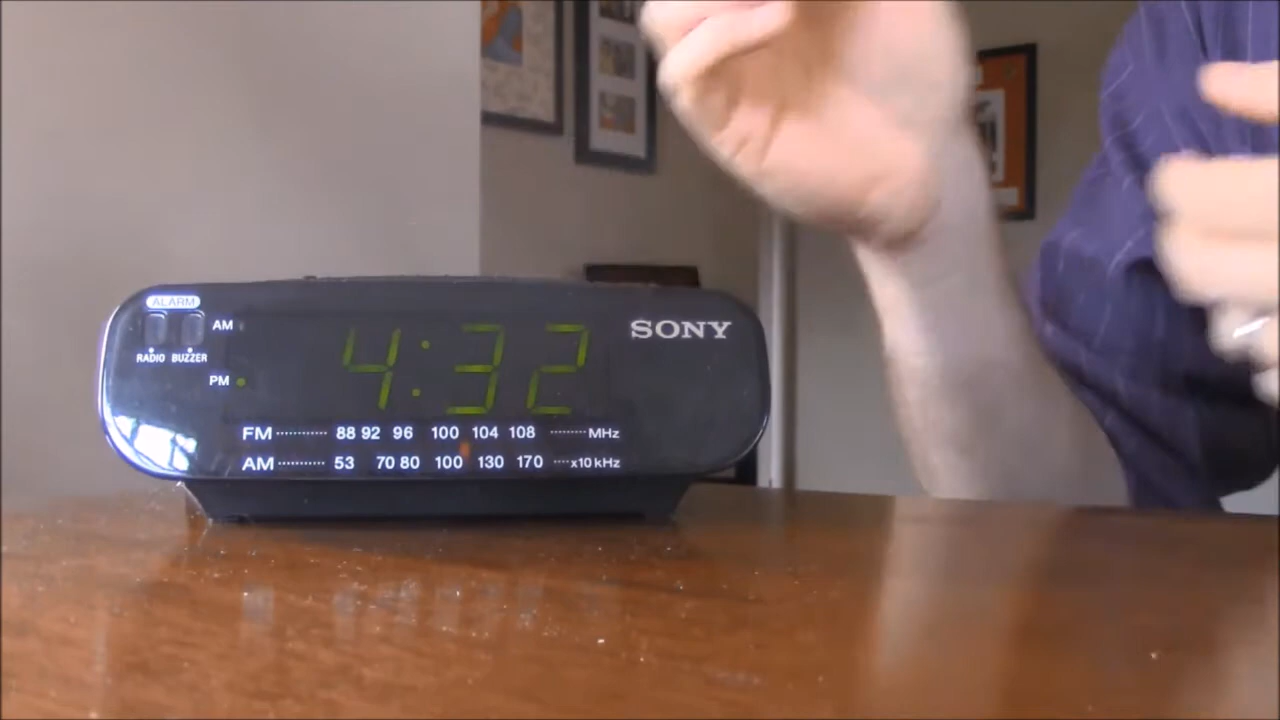 ALARM
RADIO BUZZER
AM
PM
4:32
SONY
FM 88 92 96 100 104 108 MHz
AM 53 70 80 100 130 170 x10 kHz